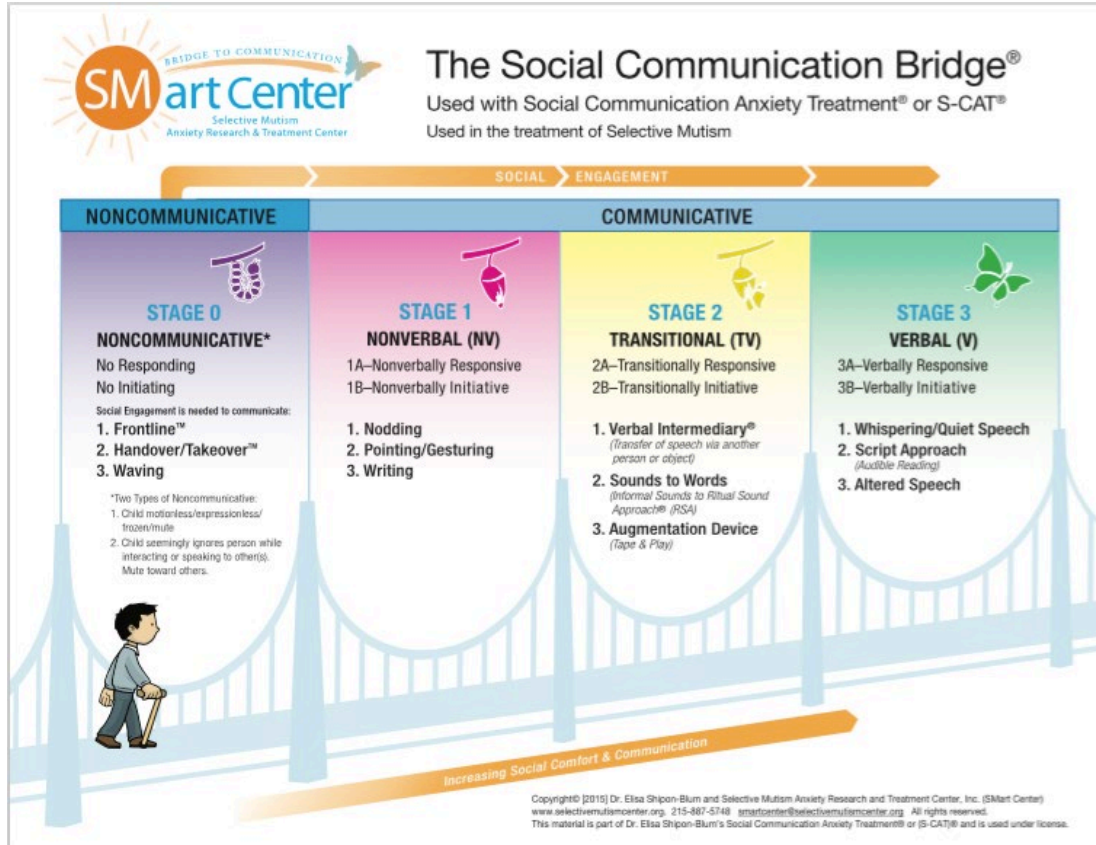 BRIDGE TO COMMUNICATION
SMart Center
Selective Mutism
Anxiety Research & Treatment Center
The Social Communication Bridge®
Used with Social Communication Anxiety Treatment® or S-CAT®
Used in the treatment of Selective Mutism
SOCIAL ENGAGEMENT
NONCOMMUNICATIVE
COMMUNICATIVE
STAGE 0
NONCOMMUNICATIVE*
No Responding
No Initiating
Social Engagement is needed to communicate:
1. Frontline™
2. Handover/Takeover™
3. Waving
*Two Types of Noncommunicative:
1. Child motionless/expressionless/
frozen/mute
2. Child seemingly ignores person while
interacting or speaking to other(s).
Mute toward others.
STAGE 1
NONVERBAL (NV)
1A–Nonverbally Responsive
1B–Nonverbally Initiative
1. Nodding
2. Pointing/Gesturing
3. Writing
STAGE 2
TRANSITIONAL (TV)
2A–Transitionally Responsive
2B–Transitionally Initiative
1. Verbal Intermediary®
(Transfer of speech via another
person or object)
2. Sounds to Words
(Informal Sounds to Ritual Sound
Approach® (RSA)
3. Augmentation Device
(Tape & Play)
STAGE 3
VERBAL (V)
3A–Verbally Responsive
3B–Verbally Initiative
1. Whispering/Quiet Speech
2. Script Approach
(Audible Reading)
3. Altered Speech
Increasing Social Comfort & Communication
Copyright© [2015] Dr. Elisa Shipon-Blum and Selective Mutism Anxiety Research and Treatment Center, Inc. (SMart Center)
www.selectivemutismcenter.org, 215-887-5748 smartcenter@selectivemutismcenter.org All rights reserved.
This material is part of Dr. Elisa Shipon-Blum's Social Communication Anxiety Treatment® or (S-CAT)® and is used under license.